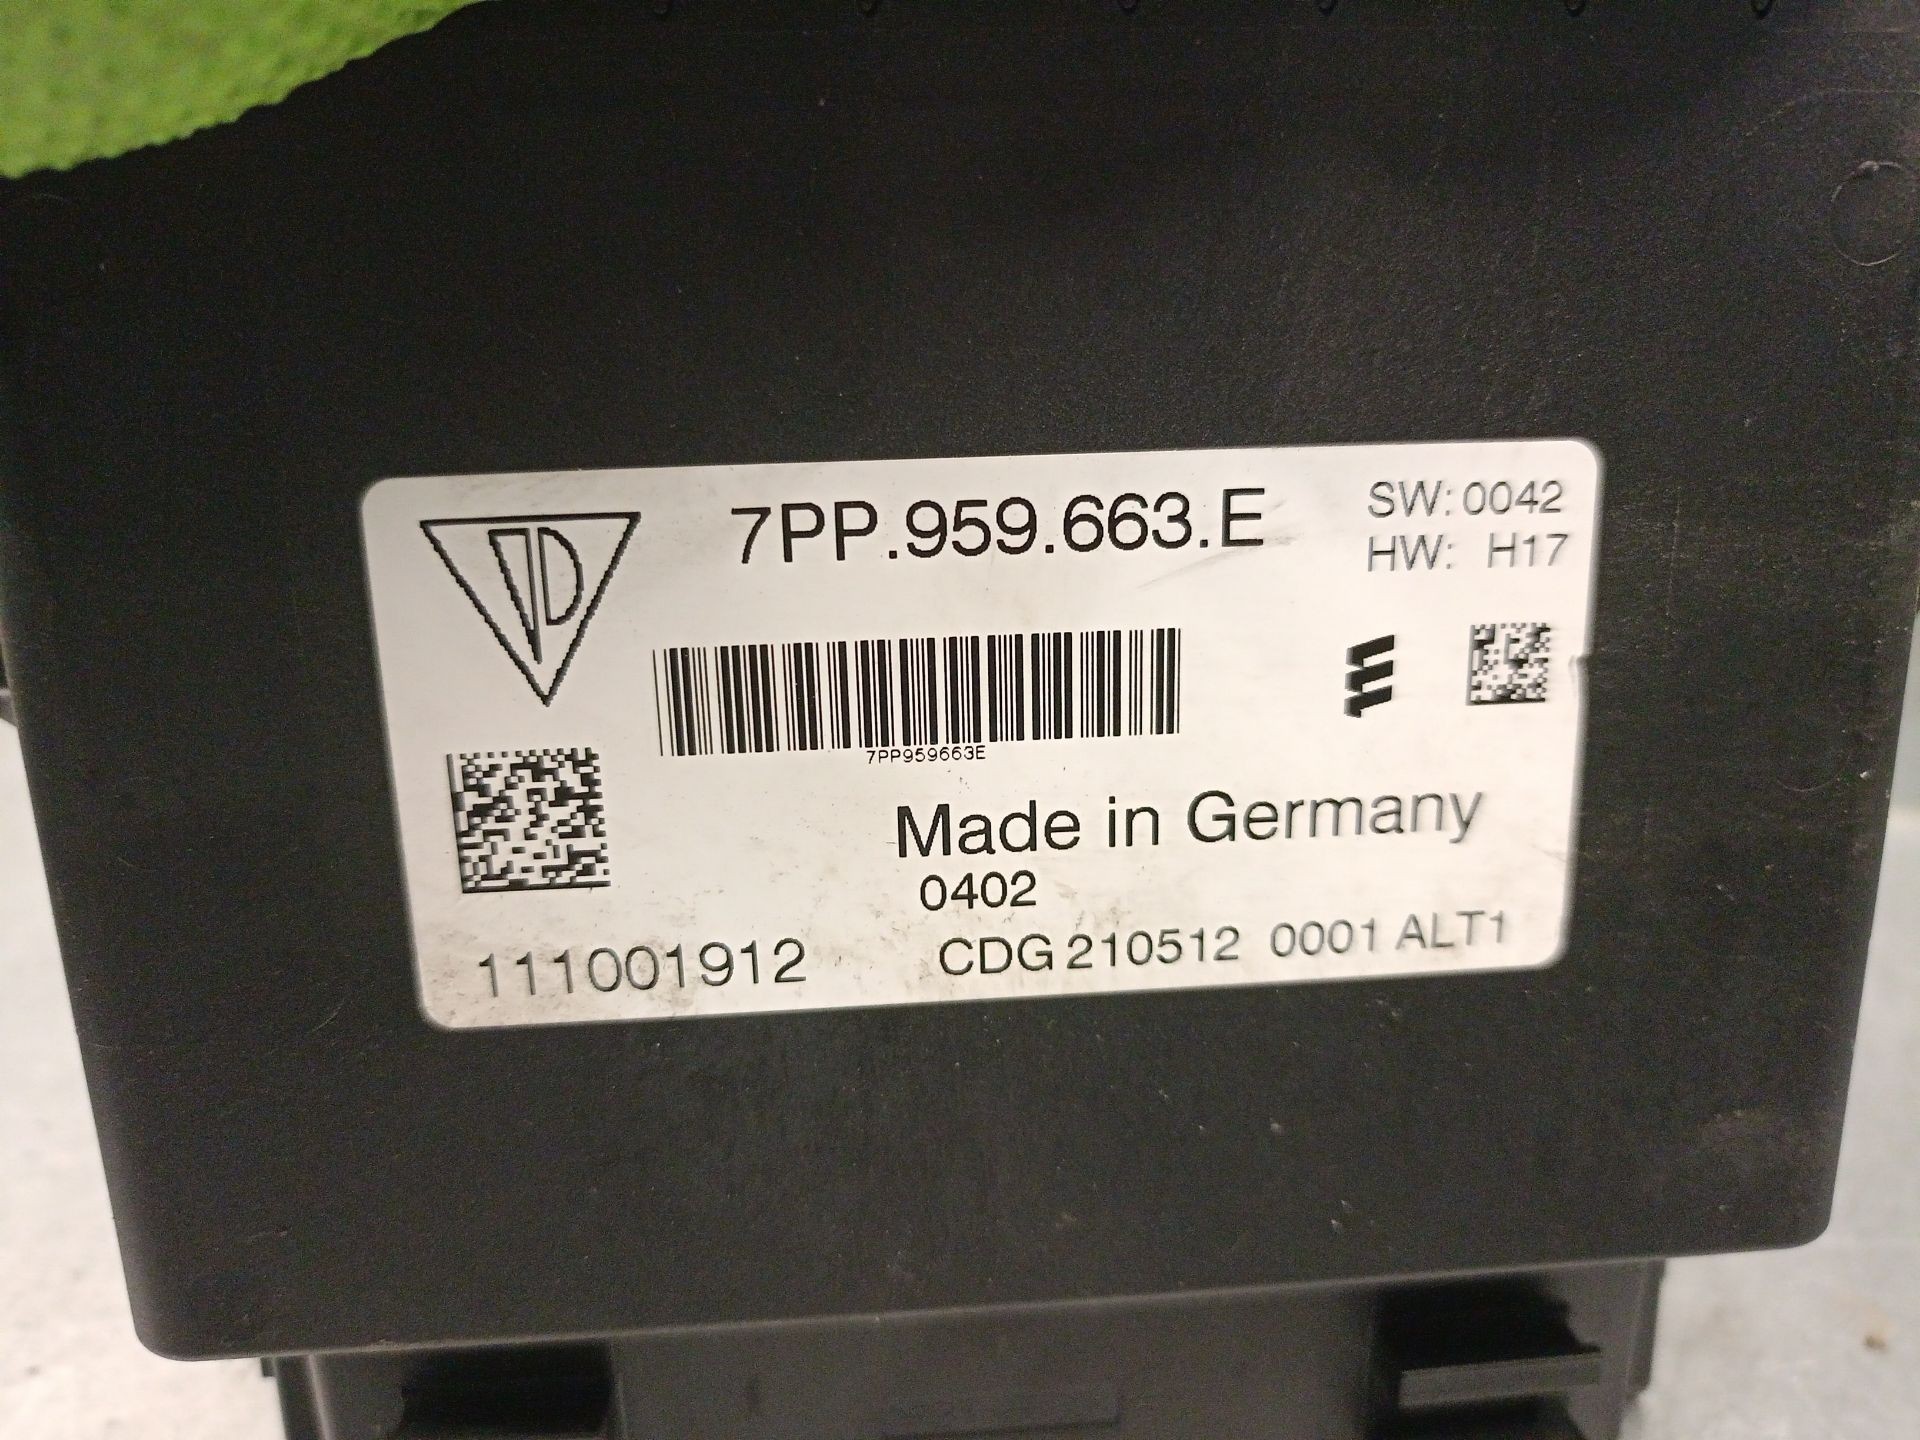 7PP.959.663.E
SW: 0042
HW: H17
7PP959663E
Made in Germany
0402
111001912
CDG 210512 0001 ALT1